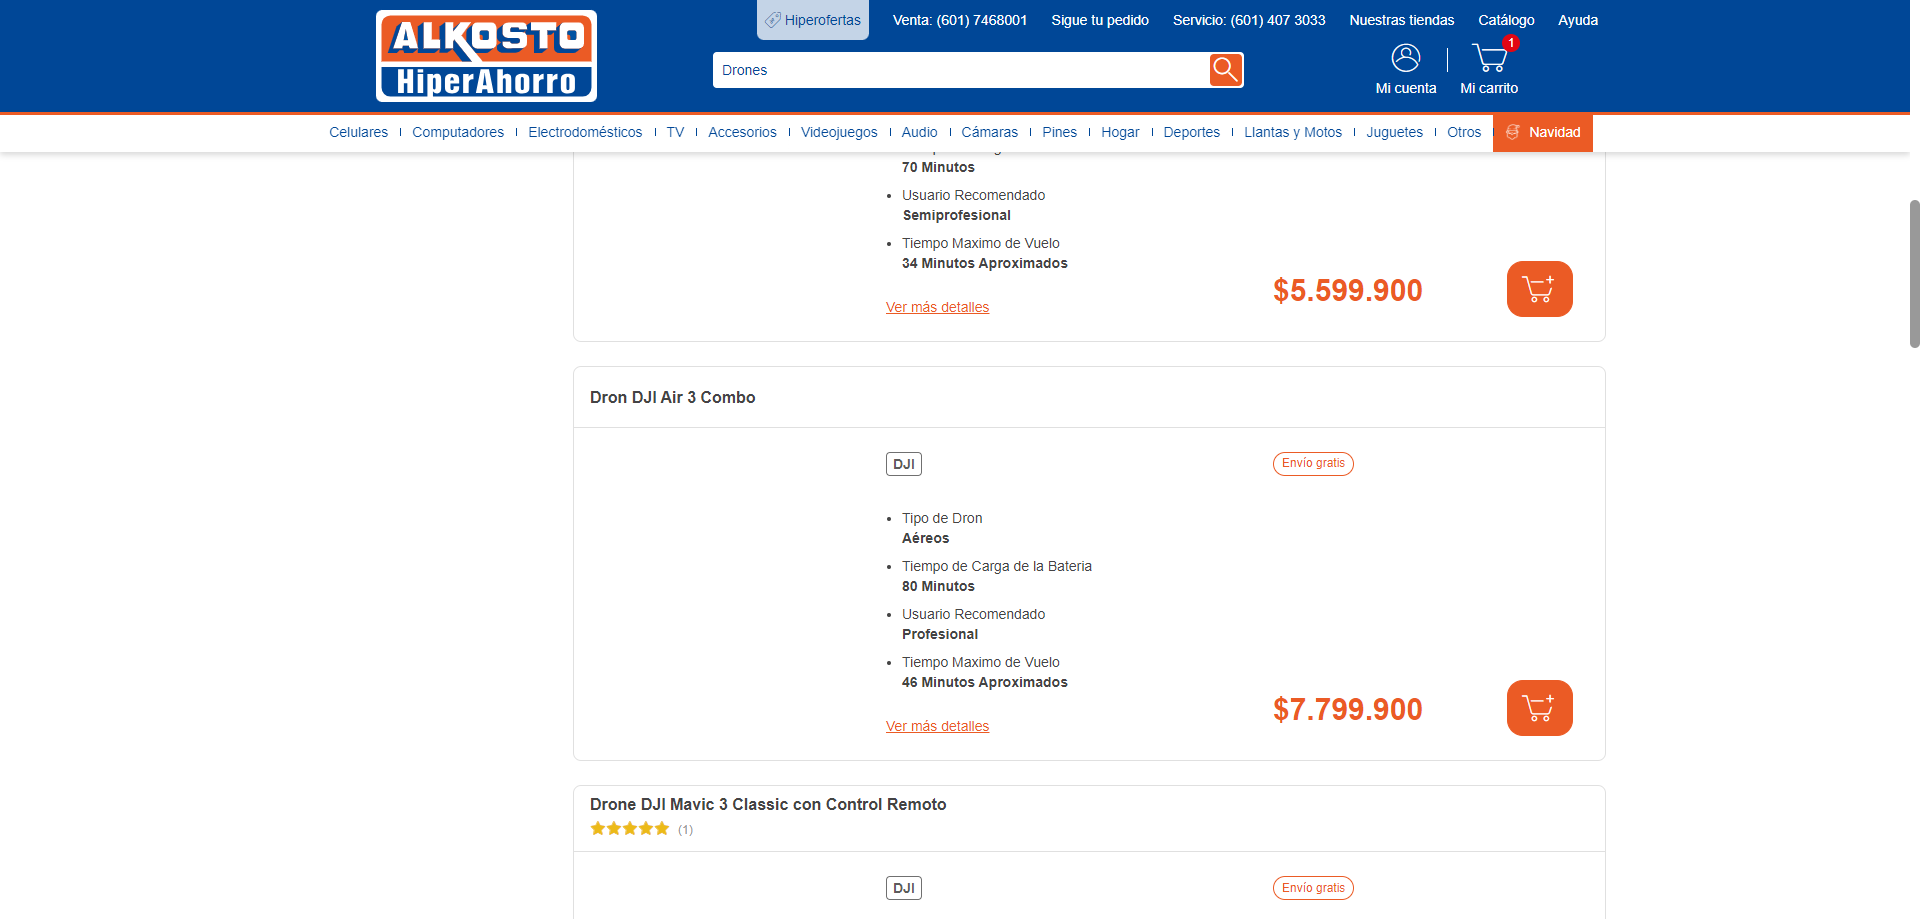 Hiperofertas
Venta: (601) 7468001
Sigue tu pedido
Servicio: (601) 407 3033
Nuestras tiendas
Catálogo
Ayuda
ALKOSTO
HiperAhorro
Drones
1
Mi cuenta
Mi carrito
Celulares
Computadores
Electrodomésticos
TV
Accesorios
Videojuegos
Audio
Cámaras
Pines
Hogar
Deportes
Llantas y Motos
Juguetes
Otros
Navidad
70 Minutos
Usuario Recomendado
Semiprofesional
Tiempo Maximo de Vuelo
34 Minutos Aproximados
$5.599.900
Ver más detalles
Dron DJI Air 3 Combo
DJI
Envío gratis
Tipo de Dron
Aéreos
Tiempo de Carga de la Bateria
80 Minutos
Usuario Recomendado
Profesional
Tiempo Maximo de Vuelo
46 Minutos Aproximados
$7.799.900
Ver más detalles
Drone DJI Mavic 3 Classic con Control Remoto
(1)
DJI
Envío gratis